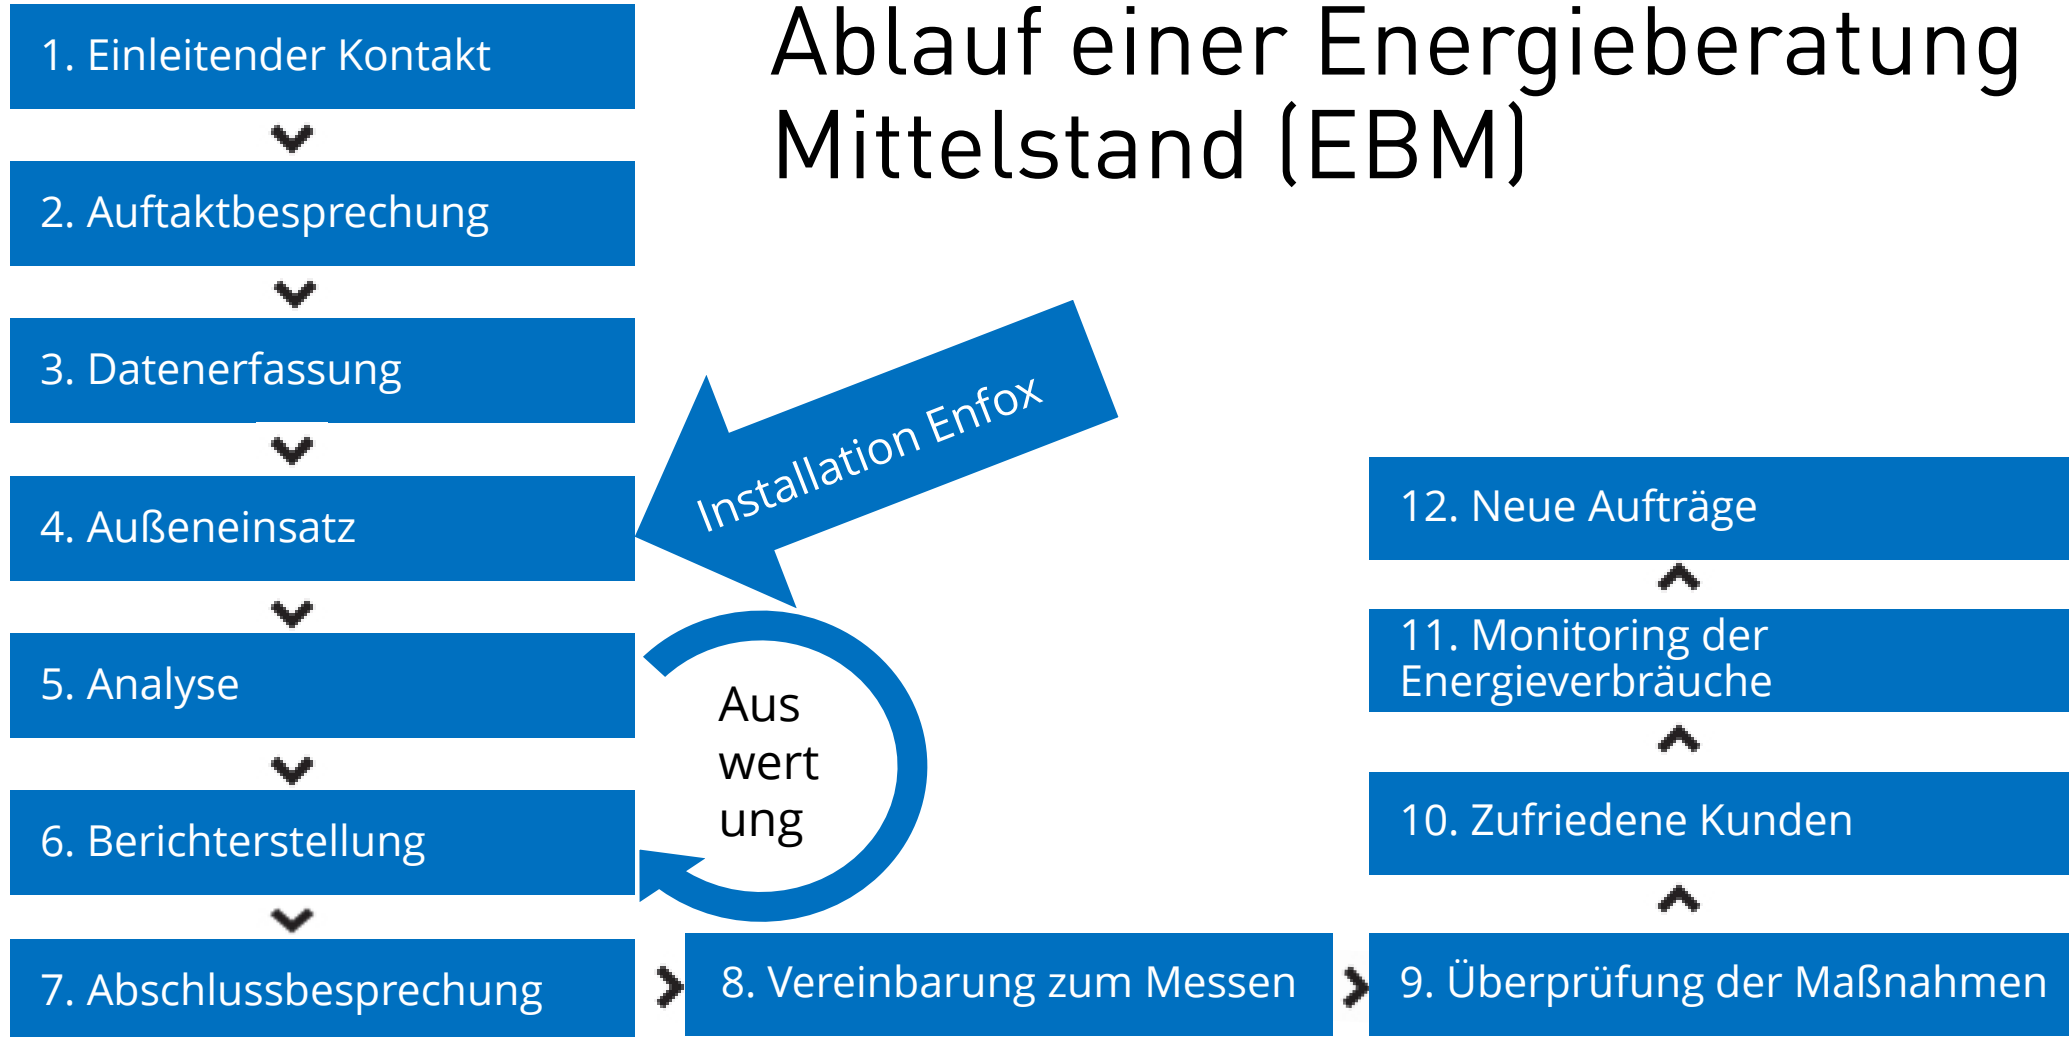 Ablauf einer Energieberatung
Mittelstand (EBM)
1. Einleitender Kontakt
2. Auftaktbesprechung
3. Datenerfassung
Installation Enfox
4. Außeneinsatz
5. Analyse
Aus
wert
ung
6. Berichterstellung
7. Abschlussbesprechung
8. Vereinbarung zum Messen
9. Überprüfung der Maßnahmen
10. Zufriedene Kunden
11. Monitoring der
Energieverbräuche
12. Neue Aufträge